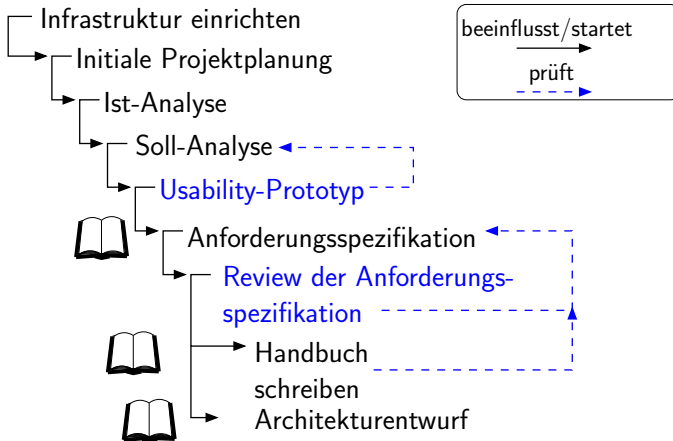 Infrastruktur einrichten
beeinflusst/startet
Initiale Projektplanung
prüft
Ist-Analyse
Soll-Analyse
Usability-Prototyp
Anforderungsspezifikation
Review der Anforderungs-
spezifikation
Handbuch
schreiben
Architekturentwurf